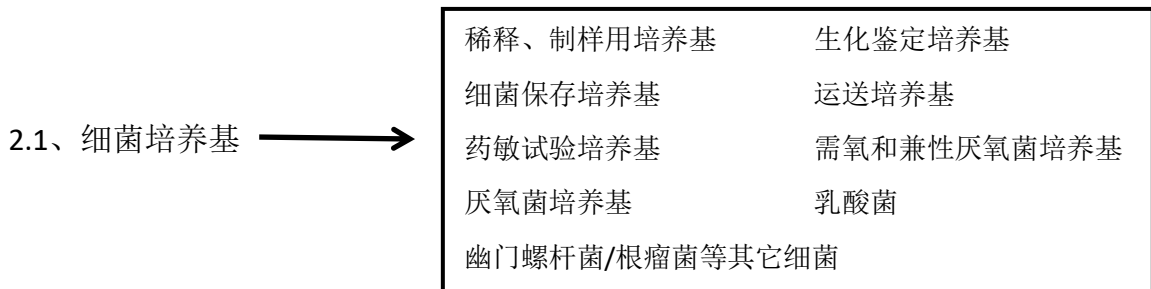 2.1、细菌培养基
稀释、制样用培养基 生化鉴定培养基
细菌保存培养基 运送培养基
药敏试验培养基 需氧和兼性厌氧菌培养基
厌氧菌培养基 乳酸菌
幽门螺杆菌/根瘤菌等其它细菌